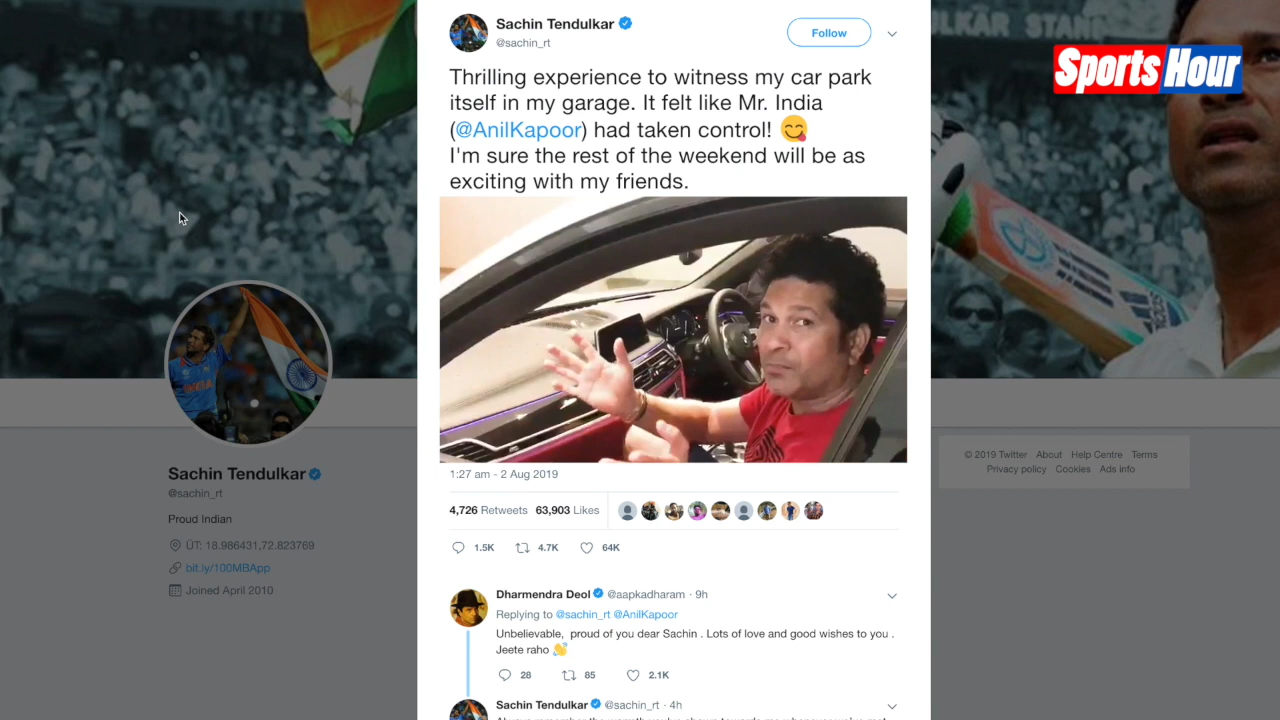 Sachin Tendulkar
@sachin_rt
Follow
Thrilling experience to witness my car park
itself in my garage. It felt like Mr. India
(@AnilKapoor) had taken control! 😋
I'm sure the rest of the weekend will be as
exciting with my friends.
1:27 am - 2 Aug 2019
4,726 Retweets 63,903 Likes
1.5K 4.7K 64K
Dharmendra Deol @aapkadharam · 9h
Replying to @sachin_rt @AnilKapoor
Unbelievable, proud of you dear Sachin . Lots of love and good wishes to you .
Jeete raho 👋
28 85 2.1K
Sachin Tendulkar @sachin_rt · 4h
Sachin Tendulkar
@sachin_rt
Proud Indian
ÜT: 18.986431,72.823769
bit.ly/100MBApp
Joined April 2010
SportsHour
LKAR STAND
© 2019 Twitter About Help Centre Terms
Privacy policy Cookies Ads info